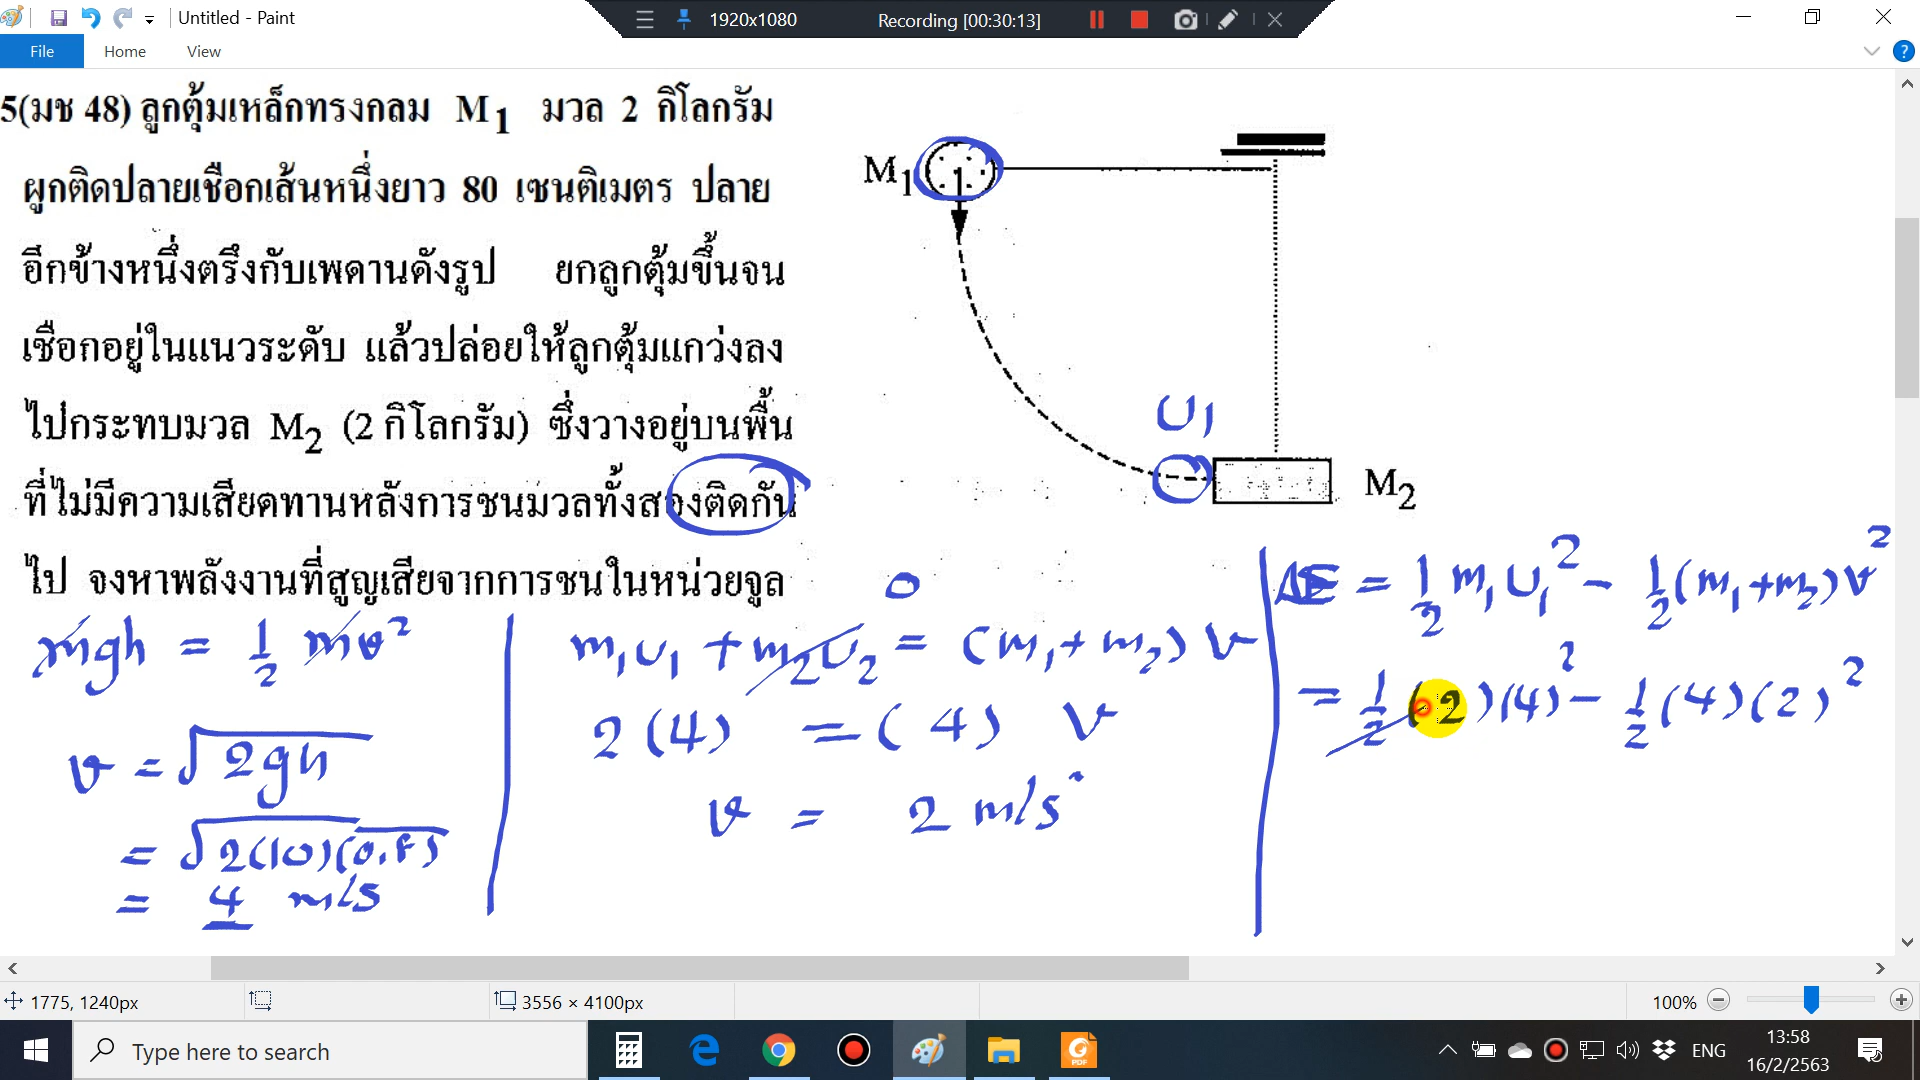 Untitled - Paint
1920x1080
Recording [00:30:13]
File
Home
View
5(มช 48) ลูกตุ้มเหล็กทรงกลม M1 มวล 2 กิโลกรัม
ผูกติดปลายเชือกเส้นหนึ่งยาว 80 เซนติเมตร ปลาย
อีกข้างหนึ่งตรึงกับเพดานดังรูป ยกลูกตุ้มขึ้นจน
เชือกอยู่ในแนวระดับ แล้วปล่อยให้ลูกตุ้มแกว่งลง
ไปกระทบมวล M2 (2 กิโลกรัม) ซึ่งวางอยู่บนพื้น
ที่ไม่มีความเสียดทานหลังการชนมวลทั้งสองติดกัน
ไป จงหาพลังงานที่สูญเสียจากการชนในหน่วยจูล
M1
U1
M2
mgh = 1/2 mv²
v = √2gh
= √2(10)(0.8)
= 4 m/s
0
m1u1 + m2u2 = (m1+m2) v
2 (4) = (4) v
v = 2 m/s
ΔE = 1/2 m1u1² - 1/2 (m1+m2) v²
= 1/2 (2)(4)² - 1/2 (4)(2)²
1775, 1240px
3556 × 4100px
100%
Type here to search
ENG
13:58
16/2/2563